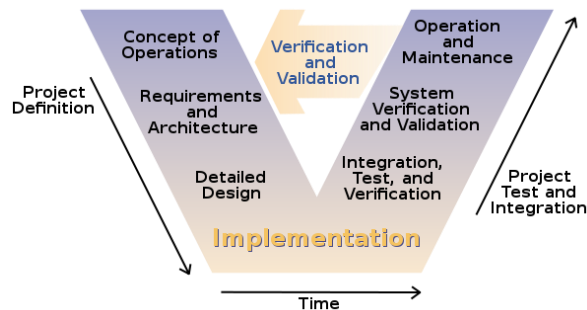 Concept of
Operations
Verification
and
Validation
Operation
and
Maintenance
Project
Definition
Requirements
and
Architecture
System
Verification
and Validation
Detailed
Design
Integration,
Test, and
Verification
Project
Test and
Integration
Implementation
Time